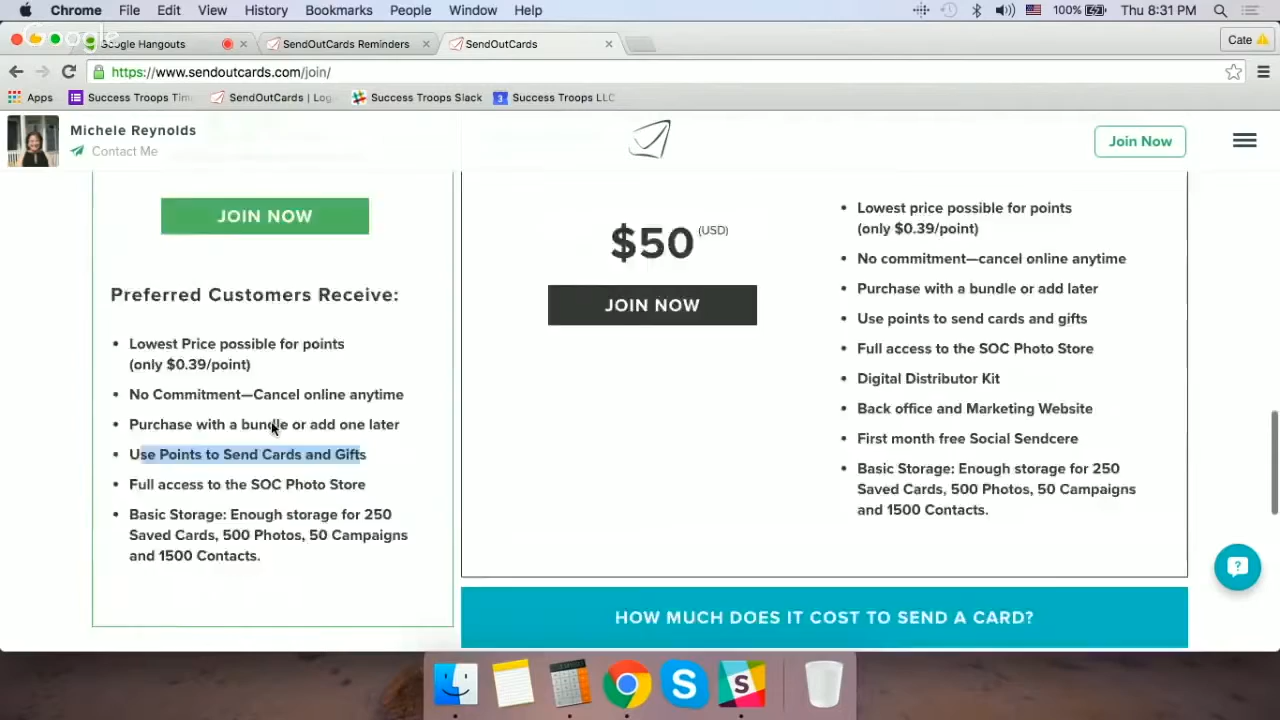 Chrome File Edit View History Bookmarks People Window Help 100% Thu 8:31 PM
Google
Google Hangouts SendOutCards Reminders SendOutCards Cate
https://www.sendoutcards.com/join/
Apps Success Troops Tim SendOutCards | Log Success Troops Slack 3 Success Troops LLC
Michele Reynolds
Contact Me
Join Now
JOIN NOW
Preferred Customers Receive:
• Lowest Price possible for points
(only $0.39/point)
• No Commitment—Cancel online anytime
• Purchase with a bundle or add one later
• Use Points to Send Cards and Gifts
• Full access to the SOC Photo Store
• Basic Storage: Enough storage for 250
Saved Cards, 500 Photos, 50 Campaigns
and 1500 Contacts.
$50 (USD)
JOIN NOW
• Lowest price possible for points
(only $0.39/point)
• No commitment—cancel online anytime
• Purchase with a bundle or add later
• Use points to send cards and gifts
• Full access to the SOC Photo Store
• Digital Distributor Kit
• Back office and Marketing Website
• First month free Social Sendcere
• Basic Storage: Enough storage for 250
Saved Cards, 500 Photos, 50 Campaigns
and 1500 Contacts.
HOW MUCH DOES IT COST TO SEND A CARD?
?
S S